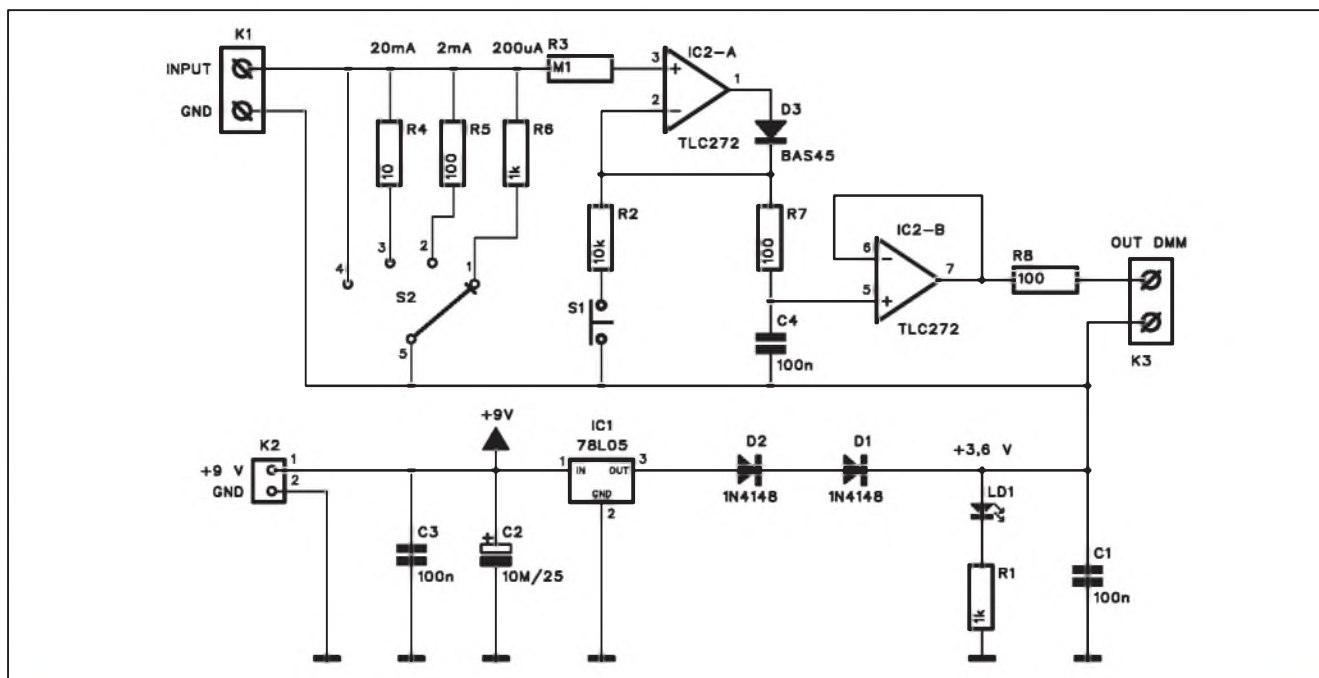 K1
INPUT
GND
20mA
2mA
200uA
R3
M1
3
+
2
−
IC2-A
1
TLC272
D3
BAS45
R4
10
R5
100
R6
1k
4
3
2
1
S2
5
R2
10k
S1
R7
100
C4
100n
IC2-B
6
−
5
+
7
TLC272
R8
100
OUT DMM
K3
K2
+9 V
GND
1
2
+9V
C3
100n
+
C2
10M/25
IC1
78L05
1
IN
OUT
GND
3
2
D2
1N4148
D1
1N4148
+3,6 V
LD1
R1
1k
C1
100n